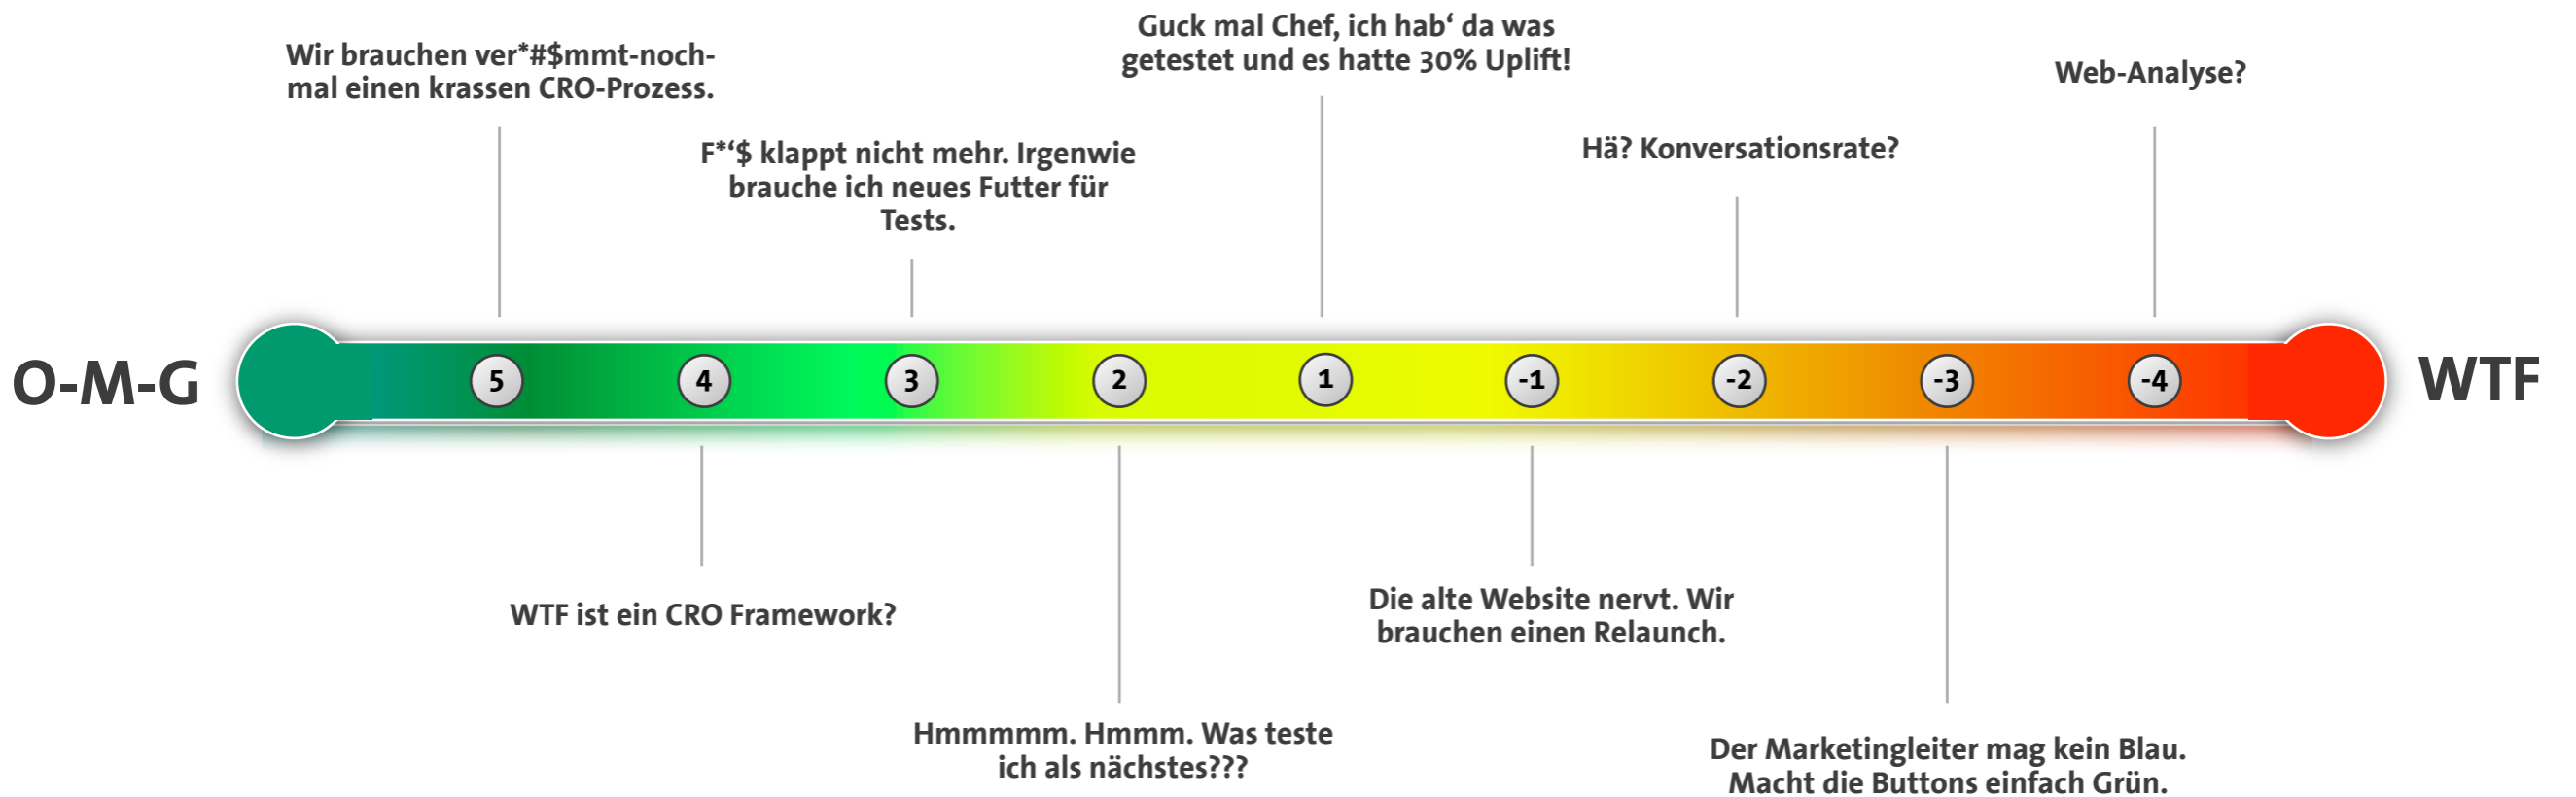 Guck mal Chef, ich hab‘ da was
getestet und es hatte 30% Uplift!
Wir brauchen ver*#$mmt-noch-
mal einen krassen CRO-Prozess.
Web-Analyse?
F*‘$ klappt nicht mehr. Irgenwie
brauche ich neues Futter für
Tests.
Hä? Konversationsrate?
O-M-G
5
4
3
2
1
-1
-2
-3
-4
WTF
WTF ist ein CRO Framework?
Die alte Website nervt. Wir
brauchen einen Relaunch.
Hmmmmm. Hmmm. Was teste
ich als nächstes???
Der Marketingleiter mag kein Blau.
Macht die Buttons einfach Grün.